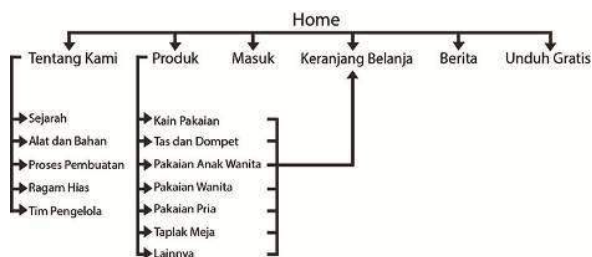 Home
Tentang Kami Produk Masuk Keranjang Belanja Berita Unduh Gratis
Sejarah
Alat dan Bahan
Proses Pembuatan
Ragam Hias
Tim Pengelola
Kain Pakaian
Tas dan Dompet
Pakaian Anak Wanita
Pakaian Wanita
Pakaian Pria
Taplak Meja
Lainnya